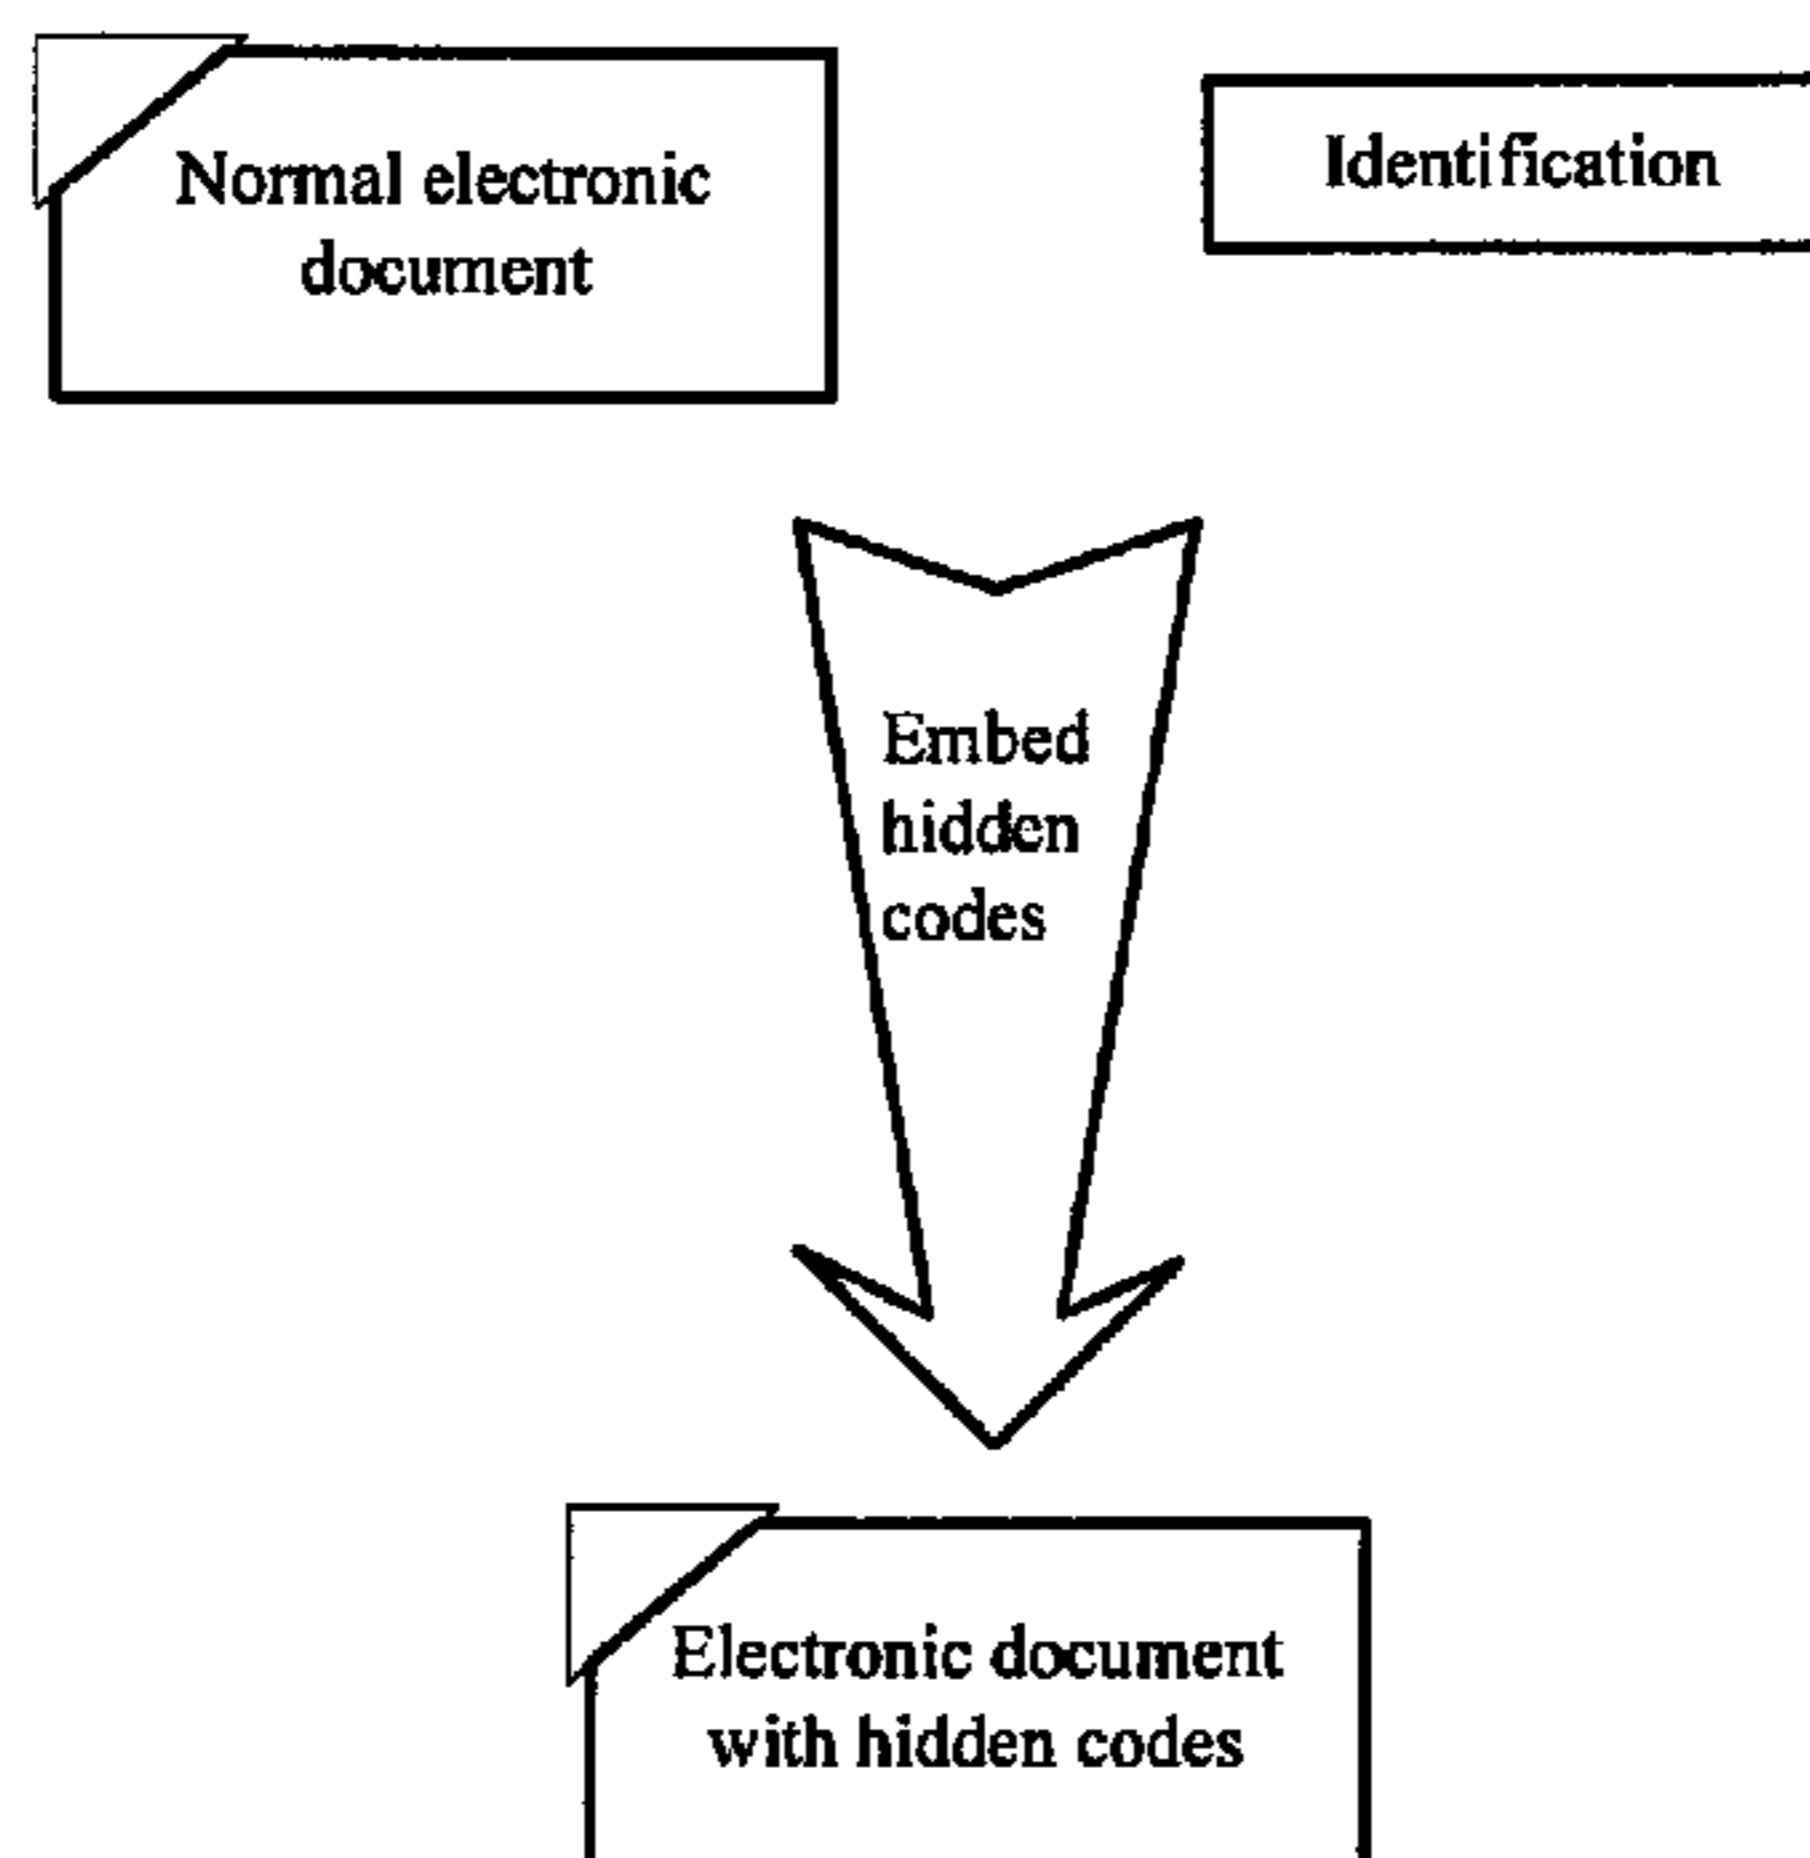 Normal electronic
document
Identification
Embed
hidden
codes
Electronic document
with hidden codes